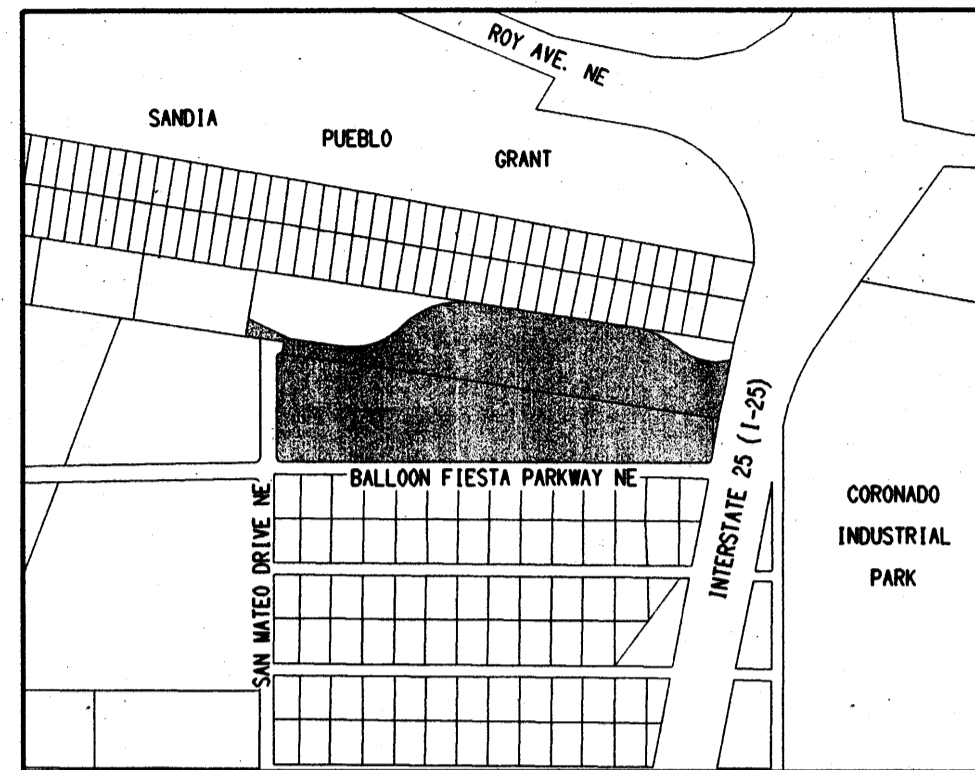 ROY AVE. NE
SANDIA
PUEBLO
GRANT
BALLOON FIESTA PARKWAY NE
SAN MATEO DRIVE NE
INTERSTATE 25 (I-25)
CORONADO
INDUSTRIAL
PARK